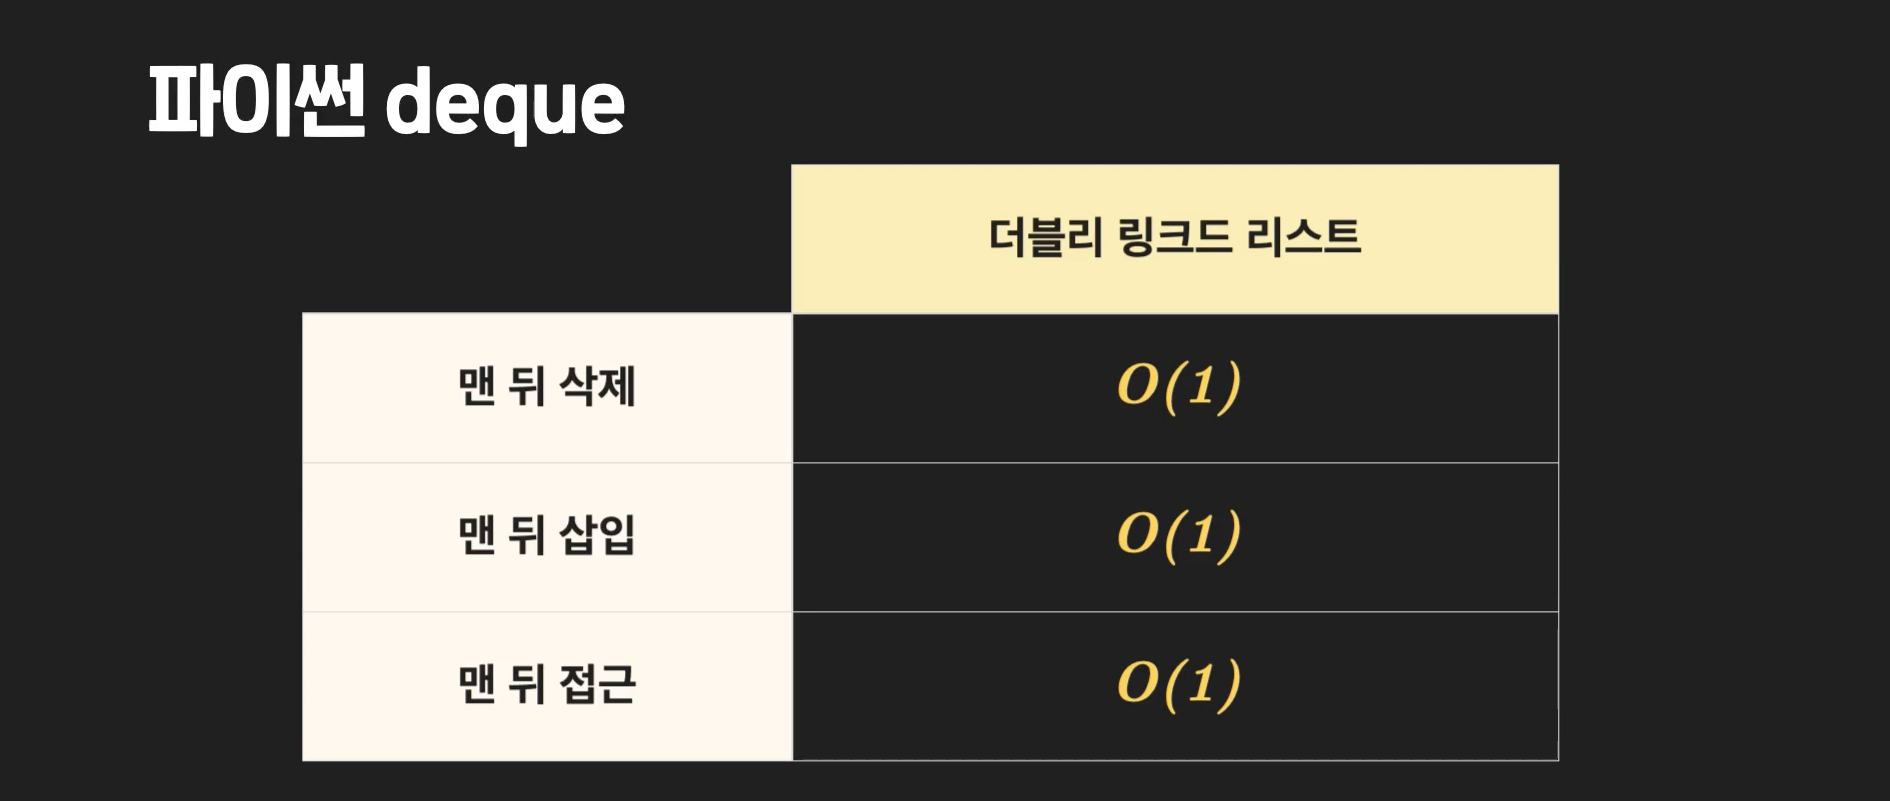 파이썬 deque
더블리 링크드 리스트
맨 뒤 삭제
O(1)
맨 뒤 삽입
O(1)
맨 뒤 접근
O(1)